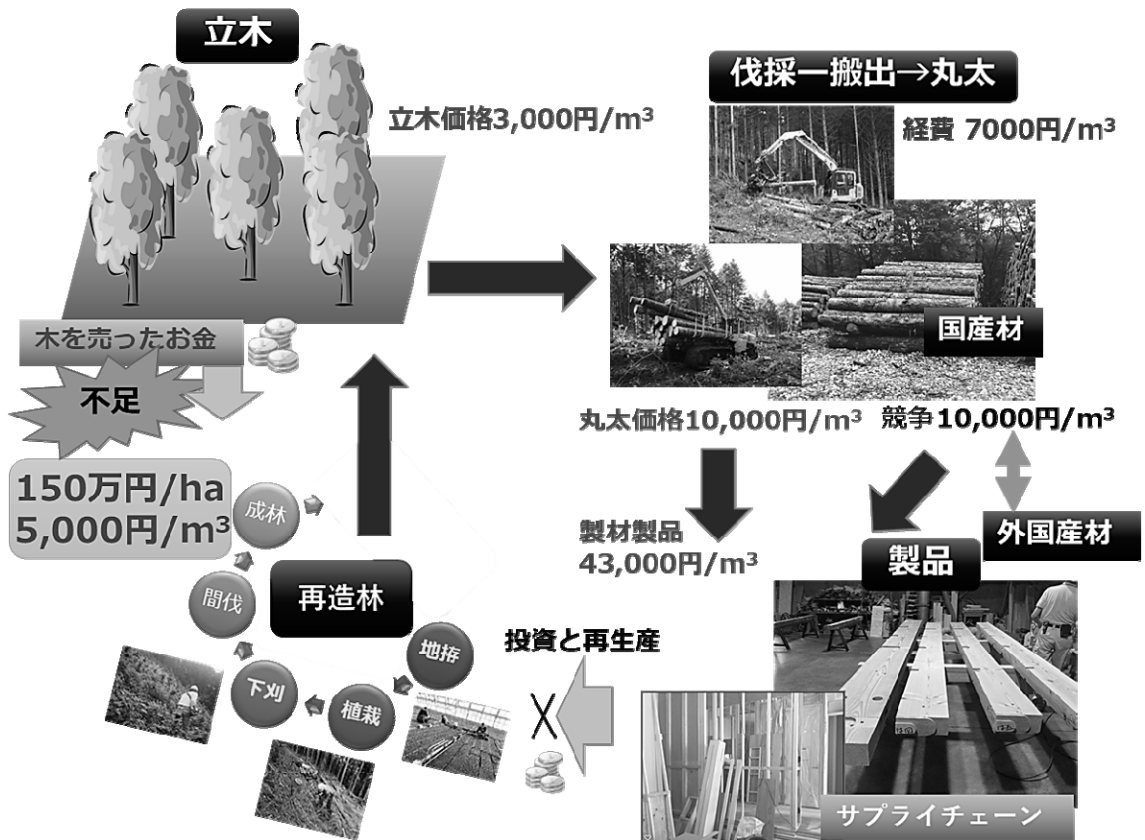 立木
立木価格3,000円/m³
伐採―搬出→丸太
経費 7000円/m³
国産材
木を売ったお金
不足
150万円/ha
5,000円/m³
丸太価格10,000円/m³
競争10,000円/m³
製材製品
43,000円/m³
外国産材
製品
成林
間伐
再造林
下刈
植栽
地拵
投資と再生産
サプライチェーン